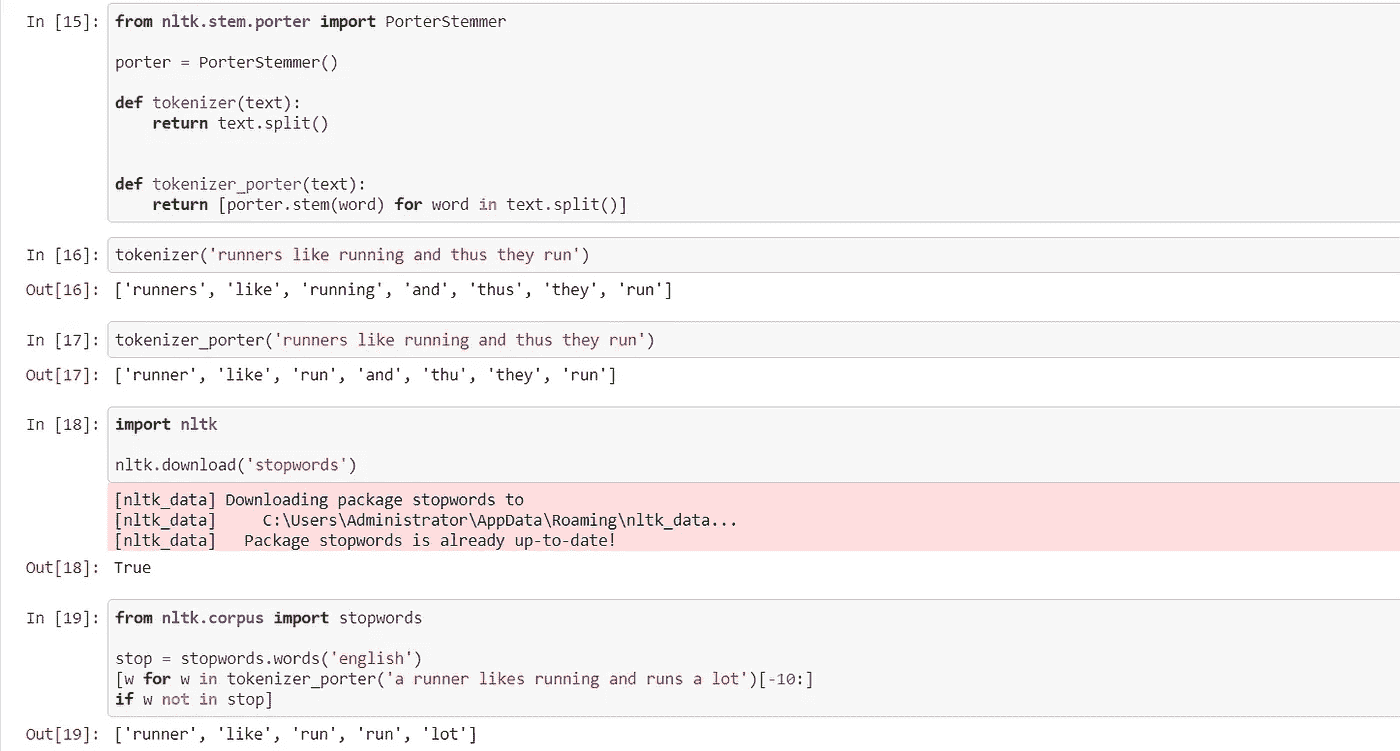 In [15]: from nltk.stem.porter import PorterStemmer
porter = PorterStemmer()
def tokenizer(text):
    return text.split()
def tokenizer_porter(text):
    return [porter.stem(word) for word in text.split()]
In [16]: tokenizer('runners like running and thus they run')
Out[16]: ['runners', 'like', 'running', 'and', 'thus', 'they', 'run']
In [17]: tokenizer_porter('runners like running and thus they run')
Out[17]: ['runner', 'like', 'run', 'and', 'thu', 'they', 'run']
In [18]: import nltk
nltk.download('stopwords')
[nltk_data] Downloading package stopwords to
[nltk_data]     C:\Users\Administrator\AppData\Roaming\nltk_data...
[nltk_data]   Package stopwords is already up-to-date!
Out[18]: True
In [19]: from nltk.corpus import stopwords
stop = stopwords.words('english')
[w for w in tokenizer_porter('a runner likes running and runs a lot')[-10:]
if w not in stop]
Out[19]: ['runner', 'like', 'run', 'run', 'lot']